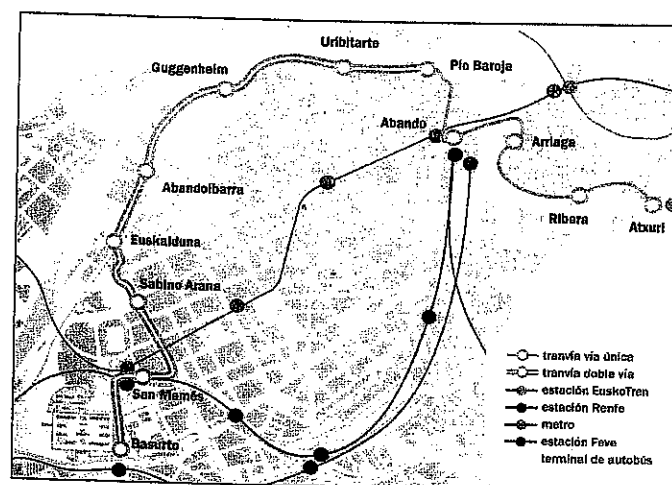 Uribitarte
Guggenheim
Pío Baroja
Abando
Arriaga
Abandoibarra
Ribera
Atxuri
Euskalduna
Sabino Arana
San Mamés
Basurto
tranvía vía única
tranvía doble vía
estación EuskoTren
estación Renfe
metro
estación Feve
terminal de autobús